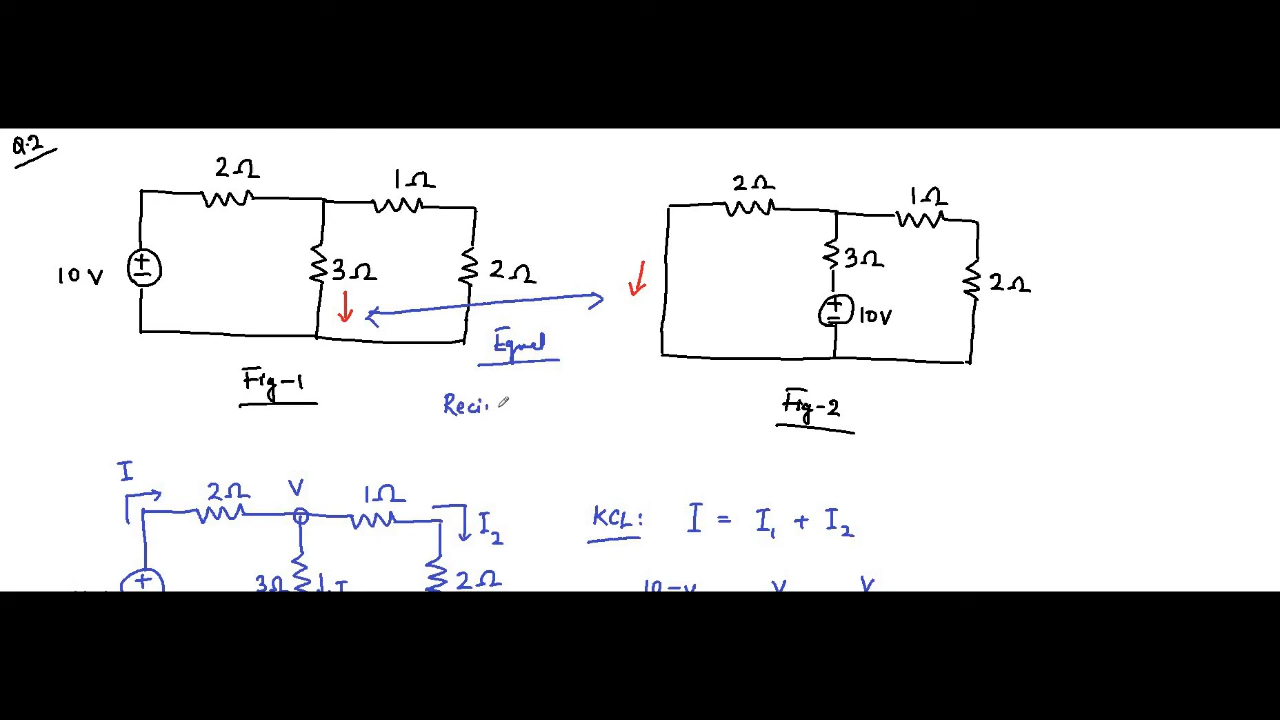 Q.2
2Ω
1Ω
10 V
3Ω
2Ω
Equal
Fig-1
2Ω
1Ω
3Ω
10V
2Ω
Fig-2
I
2Ω
V
1Ω
I₂
3Ω
2Ω
KCL: I = I₁ + I₂
10-V V V